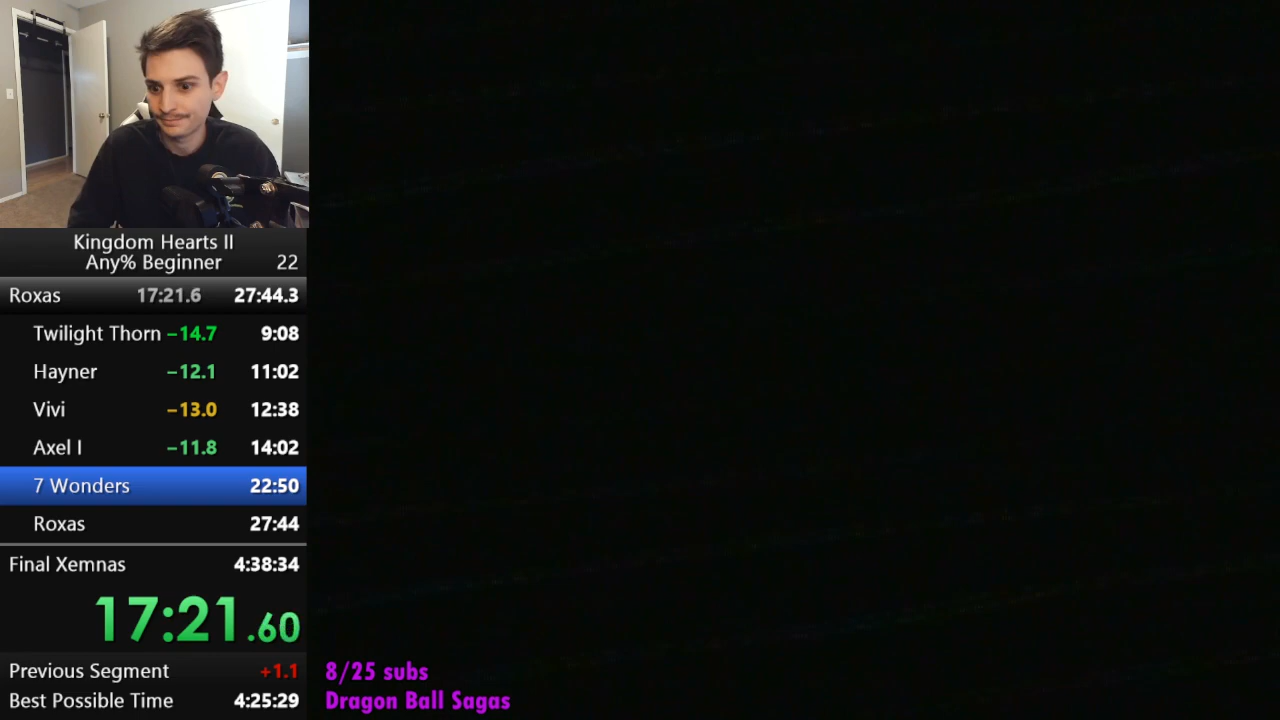 Kingdom Hearts II
Any% Beginner 22
Roxas 17:21.6 27:44.3
Twilight Thorn −14.7 9:08
Hayner −12.1 11:02
Vivi −13.0 12:38
Axel I −11.8 14:02
7 Wonders 22:50
Roxas 27:44
Final Xemnas 4:38:34
17:21.60
Previous Segment +1.1
Best Possible Time 4:25:29
8/25 subs
Dragon Ball Sagas